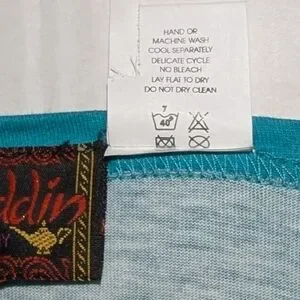 HAND OR
MACHINE WASH
COOL SEPARATELY
DELICATE CYCLE
NO BLEACH
LAY FLAT TO DRY
DO NOT DRY CLEAN
7
40°
ddin